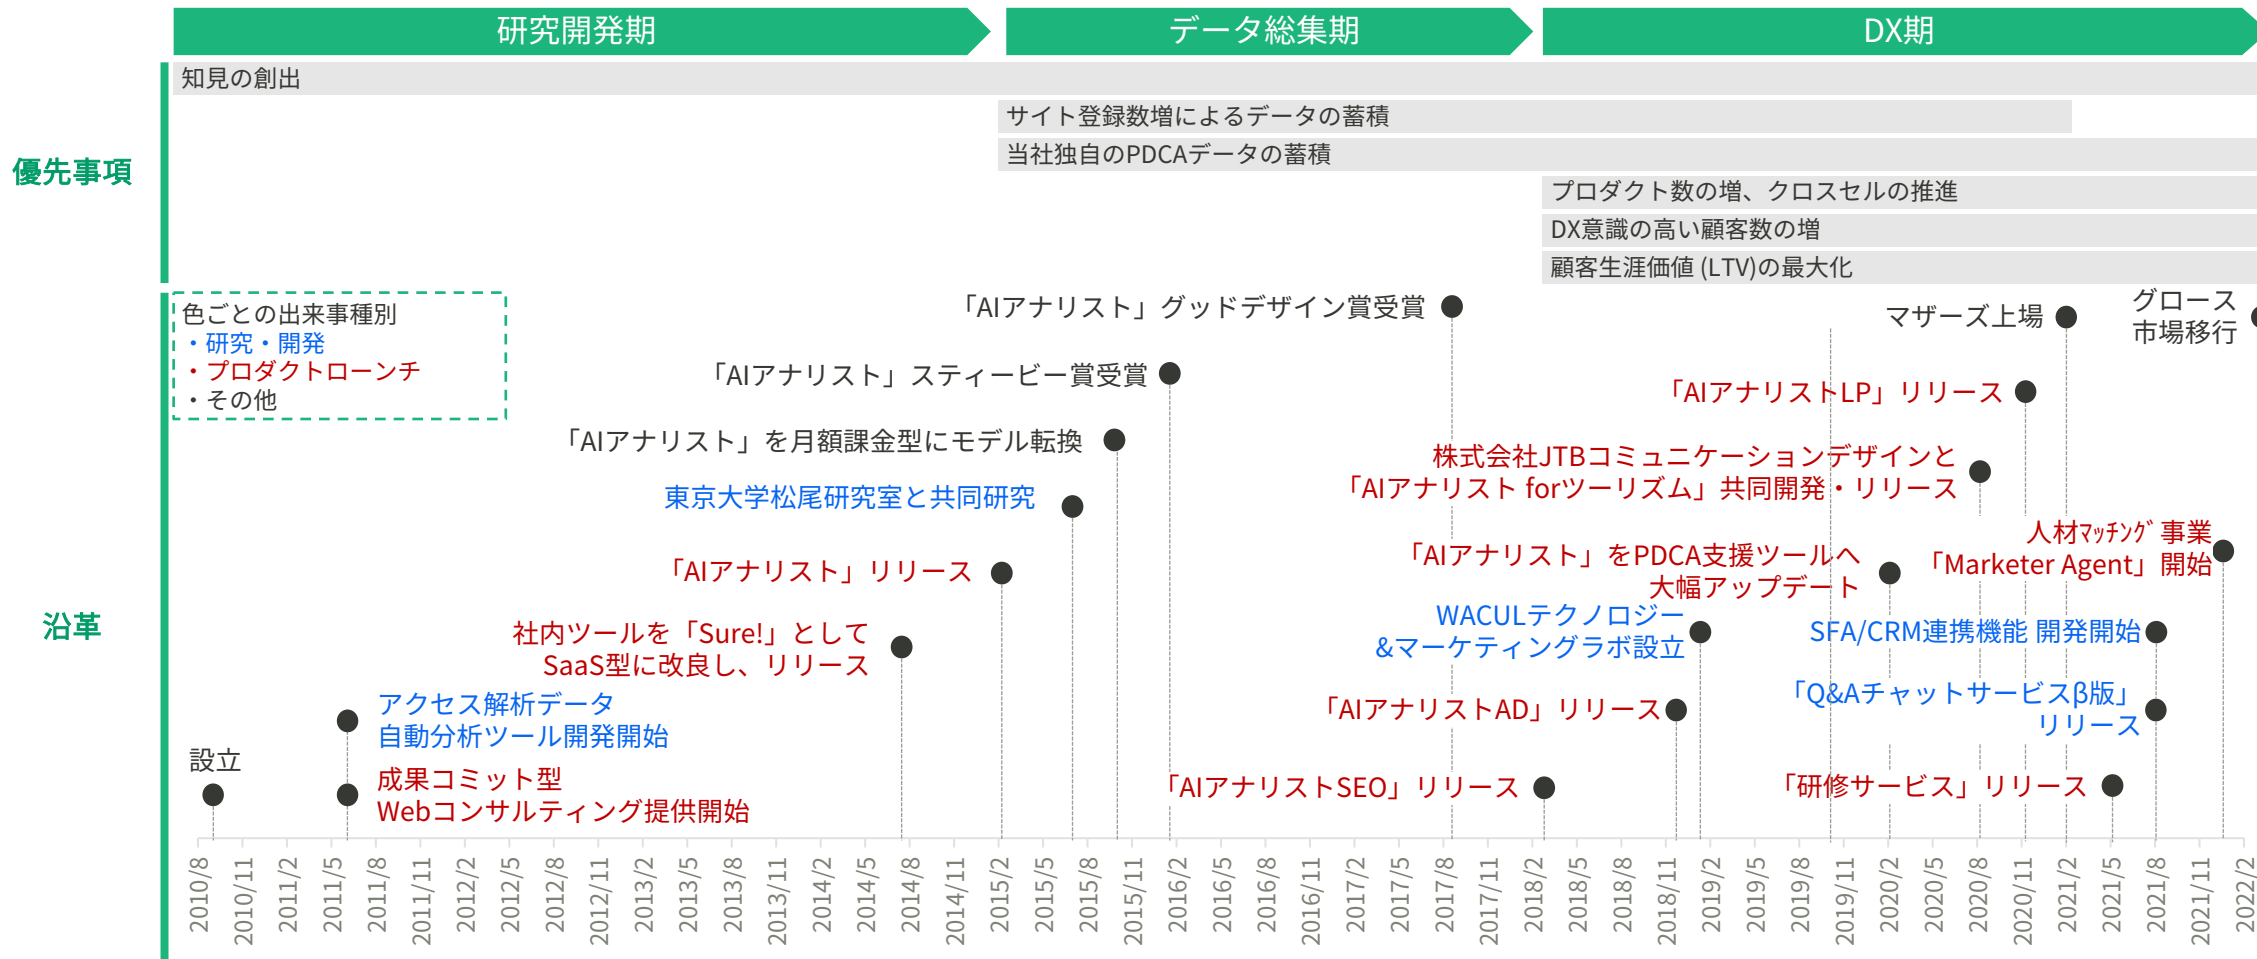 研究開発期
データ総集期
DX期
優先事項
知見の創出
サイト登録数増によるデータの蓄積
当社独自のPDCAデータの蓄積
プロダクト数の増、クロスセルの推進
DX意識の高い顧客数の増
顧客生涯価値 (LTV)の最大化
沿革
色ごとの出来事種別
・研究・開発
・プロダクトローンチ
・その他
「AIアナリスト」グッドデザイン賞受賞
マザーズ上場
グロース
市場移行
「AIアナリスト」スティービー賞受賞
「AIアナリストLP」リリース
「AIアナリスト」を月額課金型にモデル転換
株式会社JTBコミュニケーションデザインと
「AIアナリスト forツーリズム」共同開発・リリース
東京大学松尾研究室と共同研究
人材ﾏｯﾁﾝｸﾞ事業
「Marketer Agent」開始
「AIアナリスト」をPDCA支援ツールへ
大幅アップデート
「AIアナリスト」リリース
社内ツールを「Sure!」として
SaaS型に改良し、リリース
WACULテクノロジー
&マーケティングラボ設立
SFA/CRM連携機能 開発開始
アクセス解析データ
自動分析ツール開発開始
「AIアナリストAD」リリース
「Q&Aチャットサービスβ版」
リリース
設立
成果コミット型
Webコンサルティング提供開始
「AIアナリストSEO」リリース
「研修サービス」リリース
2010/8
2010/11
2011/2
2011/5
2011/8
2011/11
2012/2
2012/5
2012/8
2012/11
2013/2
2013/5
2013/8
2013/11
2014/2
2014/5
2014/8
2014/11
2015/2
2015/5
2015/8
2015/11
2016/2
2016/5
2016/8
2016/11
2017/2
2017/5
2017/8
2017/11
2018/2
2018/5
2018/8
2018/11
2019/2
2019/5
2019/8
2019/11
2020/2
2020/5
2020/8
2020/11
2021/2
2021/5
2021/8
2021/11
2022/2